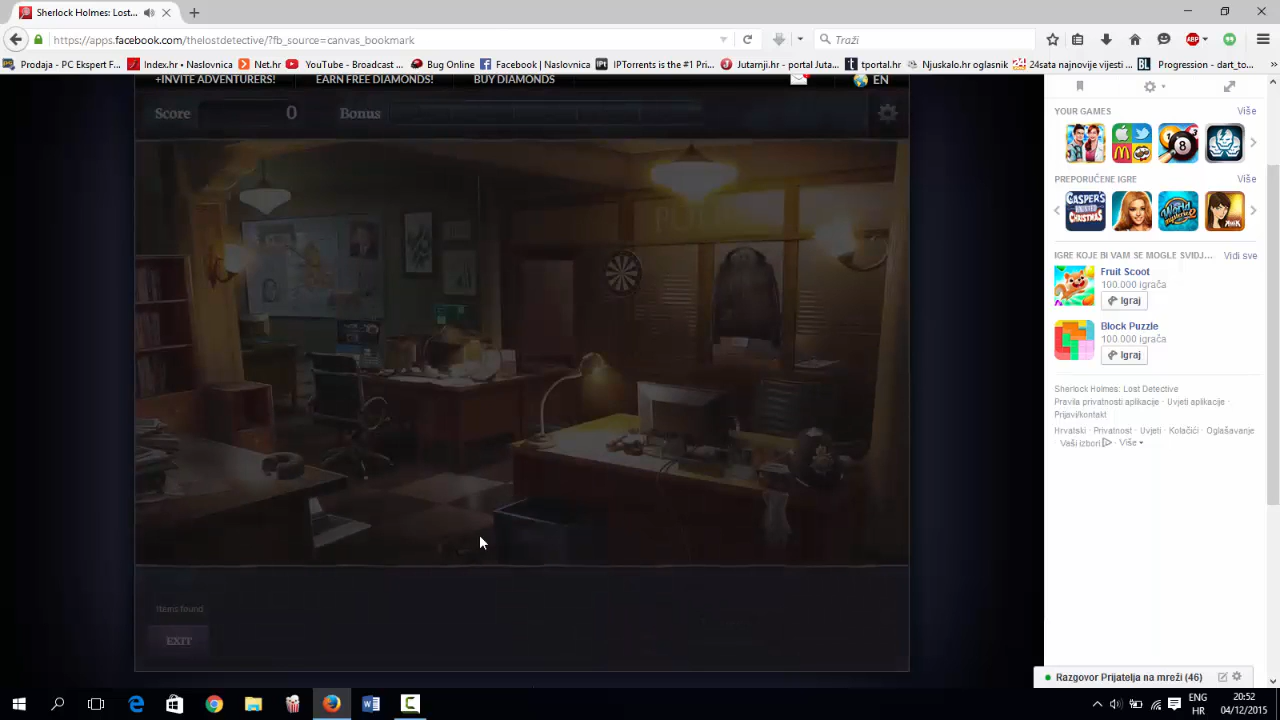 Sherlock Holmes: Lost...
https://apps.facebook.com/thelostdetective/?fb_source=canvas_bookmark
Traži
Prodaja - PC Ekspert F...
Index.hr • Naslovnica
Net.hr
YouTube - Broadcast ...
Bug Online
Facebook | Naslovnica
IPTorrents is the #1 Pri...
Jutarnji.hr - portal Jutar...
tportal.hr
Njuskalo.hr oglasnik
24sata najnovije vijesti ...
Progression - dart_to...
+INVITE ADVENTURERS!
EARN FREE DIAMONDS!
BUY DIAMONDS
EN
Score
0
Bonus
Items found
EXIT
YOUR GAMES
Više
PREPORUČENE IGRE
Više
CASPER'S
CHRISTMAS
IGRE KOJE BI VAM SE MOGLE SVIDJ...
Vidi sve
Fruit Scoot
100.000 igrača
Igraj
Block Puzzle
100.000 igrača
Igraj
Sherlock Holmes: Lost Detective
Pravila privatnosti aplikacije · Uvjeti aplikacije ·
Prijavi/kontakt
Hrvatski · Privatnost · Uvjeti · Kolačići · Oglašavanje
· Vaši izbori · Više
Razgovor Prijatelja na mreži (46)
ENG
HR
20:52
04/12/2015